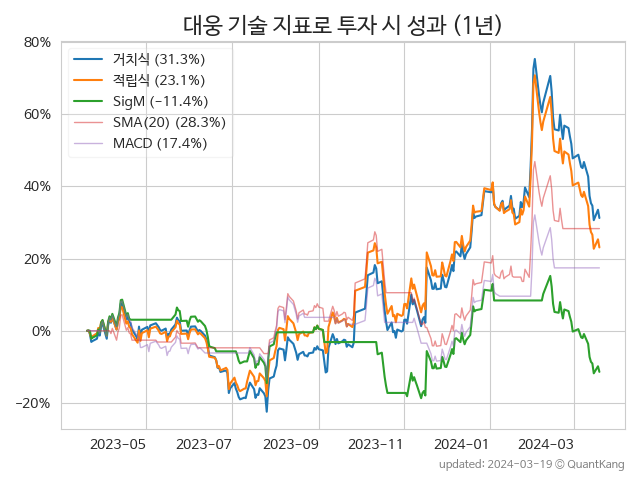 대웅 기술 지표로 투자 시 성과 (1년)
80%
60%
40%
20%
0%
−20%
거치식 (31.3%)
적립식 (23.1%)
SigM (−11.4%)
SMA(20) (28.3%)
MACD (17.4%)
2023-05
2023-07
2023-09
2023-11
2024-01
2024-03
updated: 2024-03-19 © QuantKang